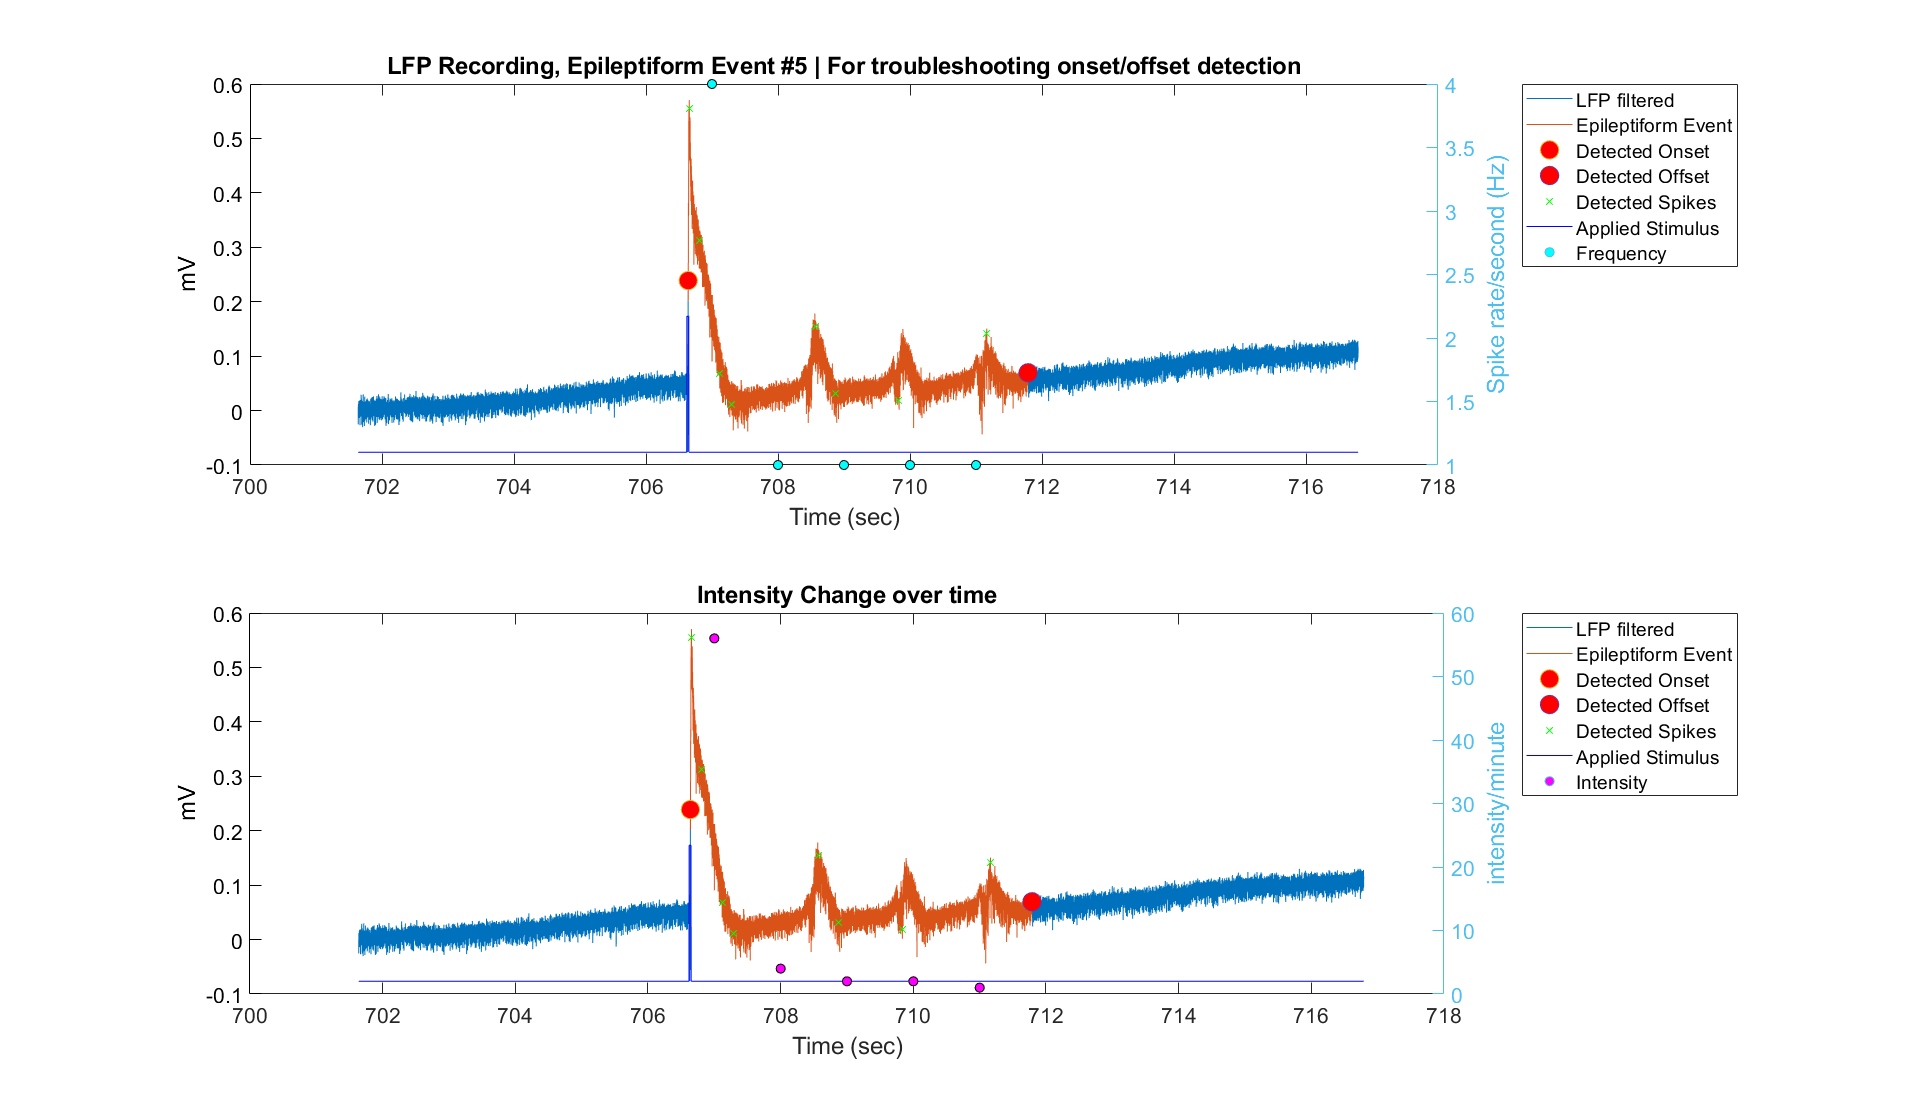 LFP Recording, Epileptiform Event #5 | For troubleshooting onset/offset detection
0.6
0.5
0.4
0.3
0.2
0.1
0
-0.1
mV
700 702 704 706 708 710 712 714 716 718
Time (sec)
4
3.5
3
2.5
2
1.5
1
Spike rate/second (Hz)
LFP filtered
Epileptiform Event
Detected Onset
Detected Offset
Detected Spikes
Applied Stimulus
Frequency
Intensity Change over time
0.6
0.5
0.4
0.3
0.2
0.1
0
-0.1
mV
700 702 704 706 708 710 712 714 716 718
Time (sec)
60
50
40
30
20
10
0
intensity/minute
LFP filtered
Epileptiform Event
Detected Onset
Detected Offset
Detected Spikes
Applied Stimulus
Intensity